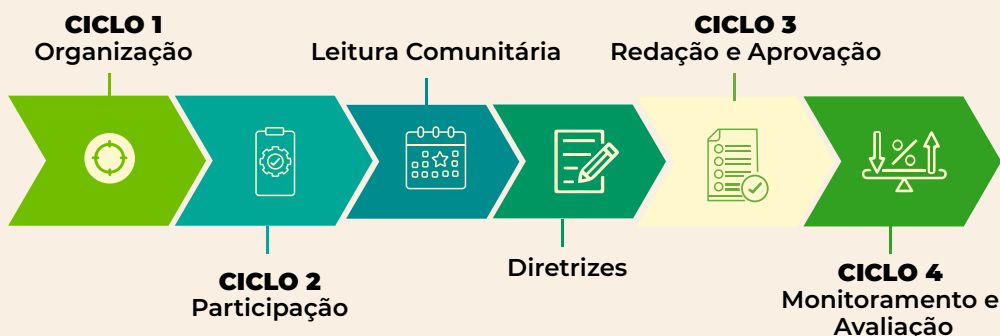 CICLO 1
Organização
CICLO 2
Participação
Leitura Comunitária
Diretrizes
CICLO 3
Redação e Aprovação
CICLO 4
Monitoramento e
Avaliação
%